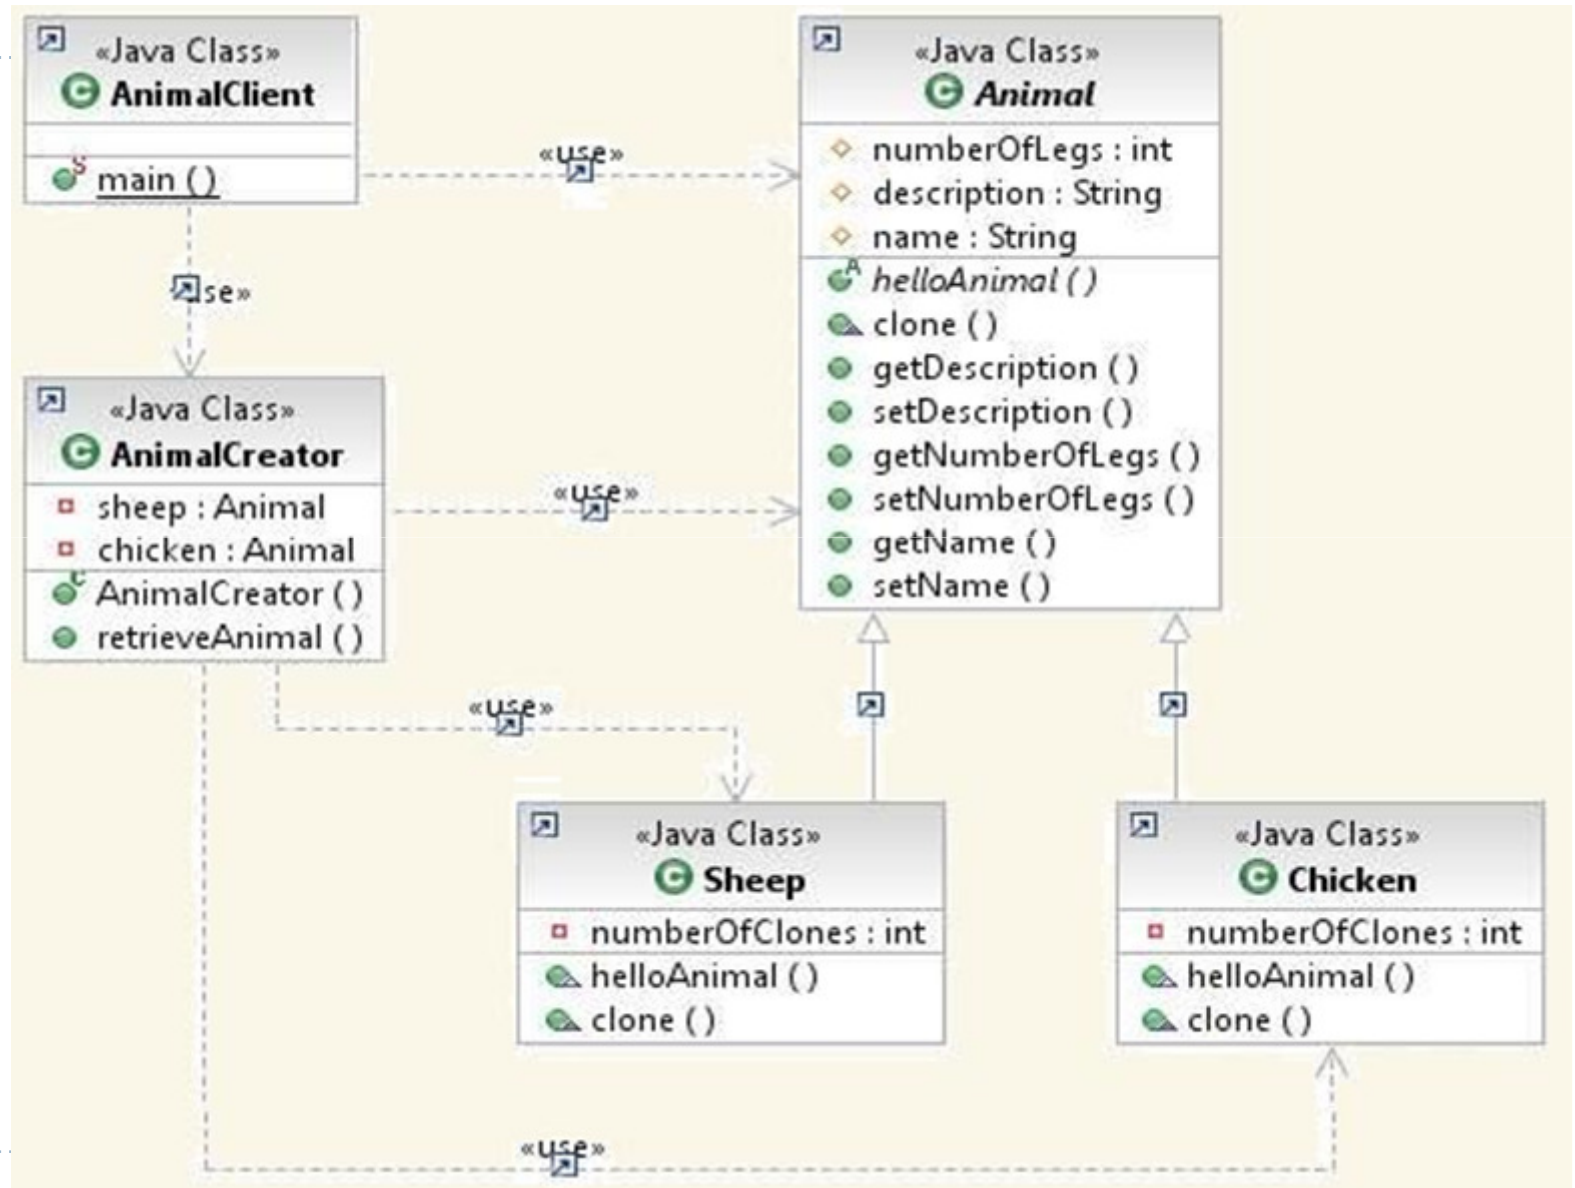 «Java Class»
AnimalClient
main ()
«use»
«use»
«Java Class»
Animal
numberOfLegs : int
description : String
name : String
helloAnimal ( )
clone ( )
getDescription ( )
setDescription ( )
getNumberOfLegs ( )
setNumberOfLegs ( )
getName ( )
setName ( )
«Java Class»
AnimalCreator
sheep : Animal
chicken : Animal
AnimalCreator ( )
retrieveAnimal ( )
«use»
«use»
«Java Class»
Sheep
numberOfClones : int
helloAnimal ( )
clone ( )
«Java Class»
Chicken
numberOfClones : int
helloAnimal ( )
clone ( )
«use»